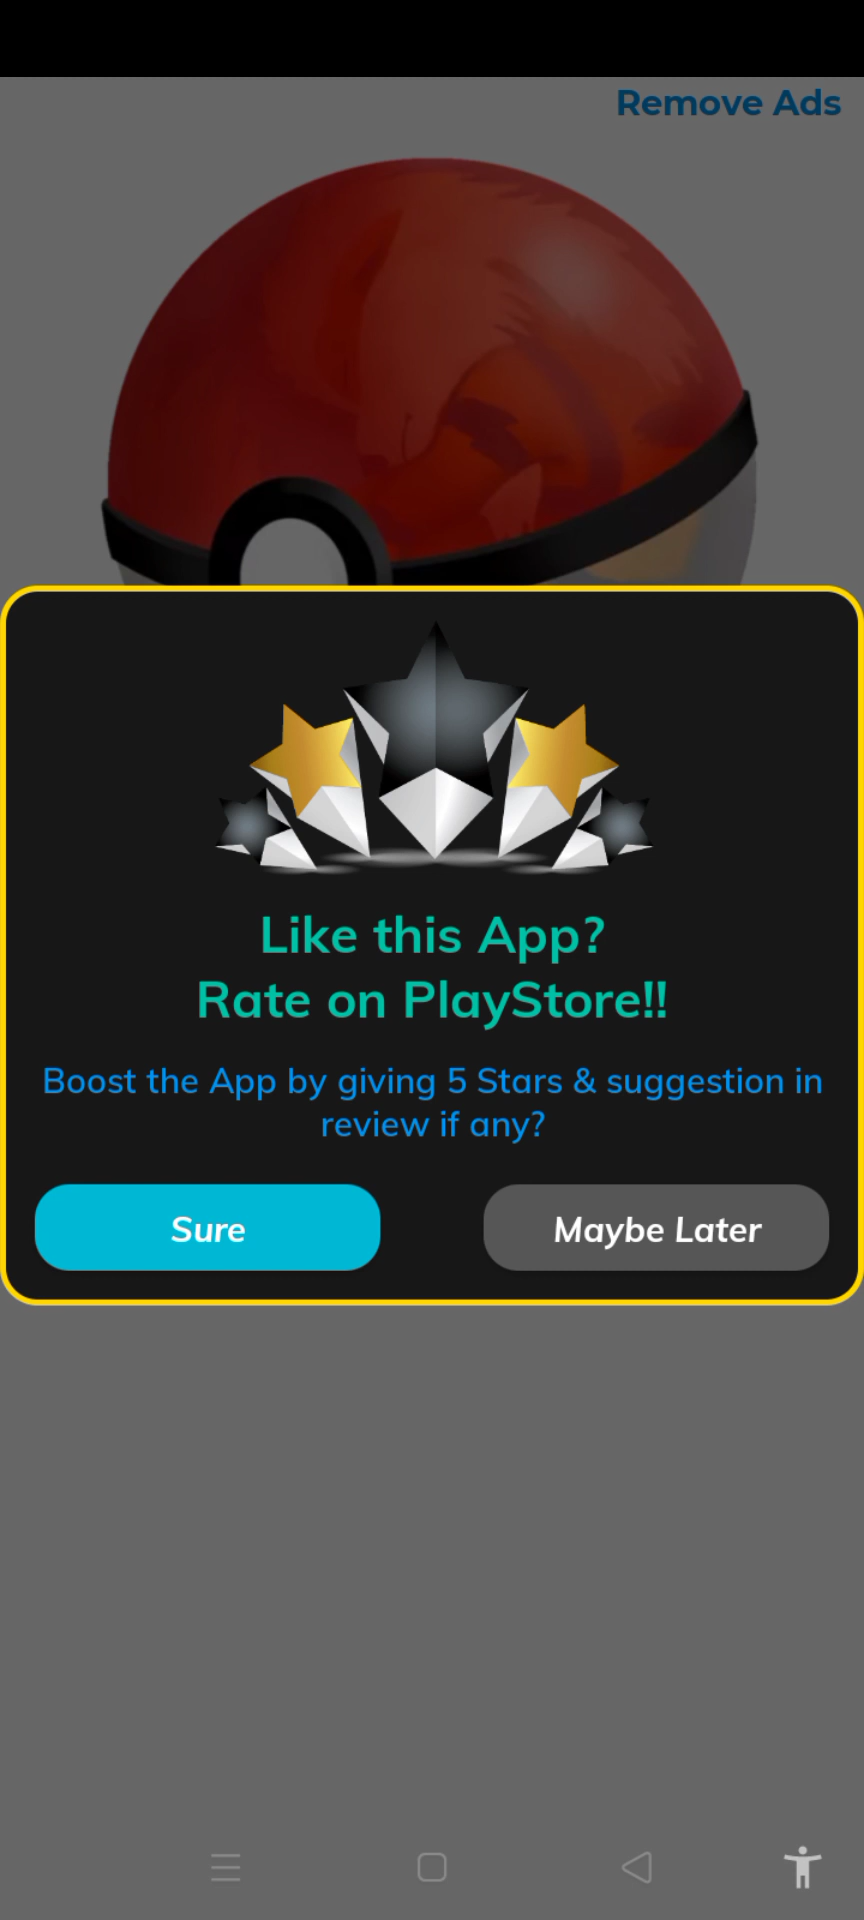 Remove Ads
Like this App?
Rate on PlayStore!!
Boost the App by giving 5 Stars & suggestion in
review if any?
Sure
Maybe Later